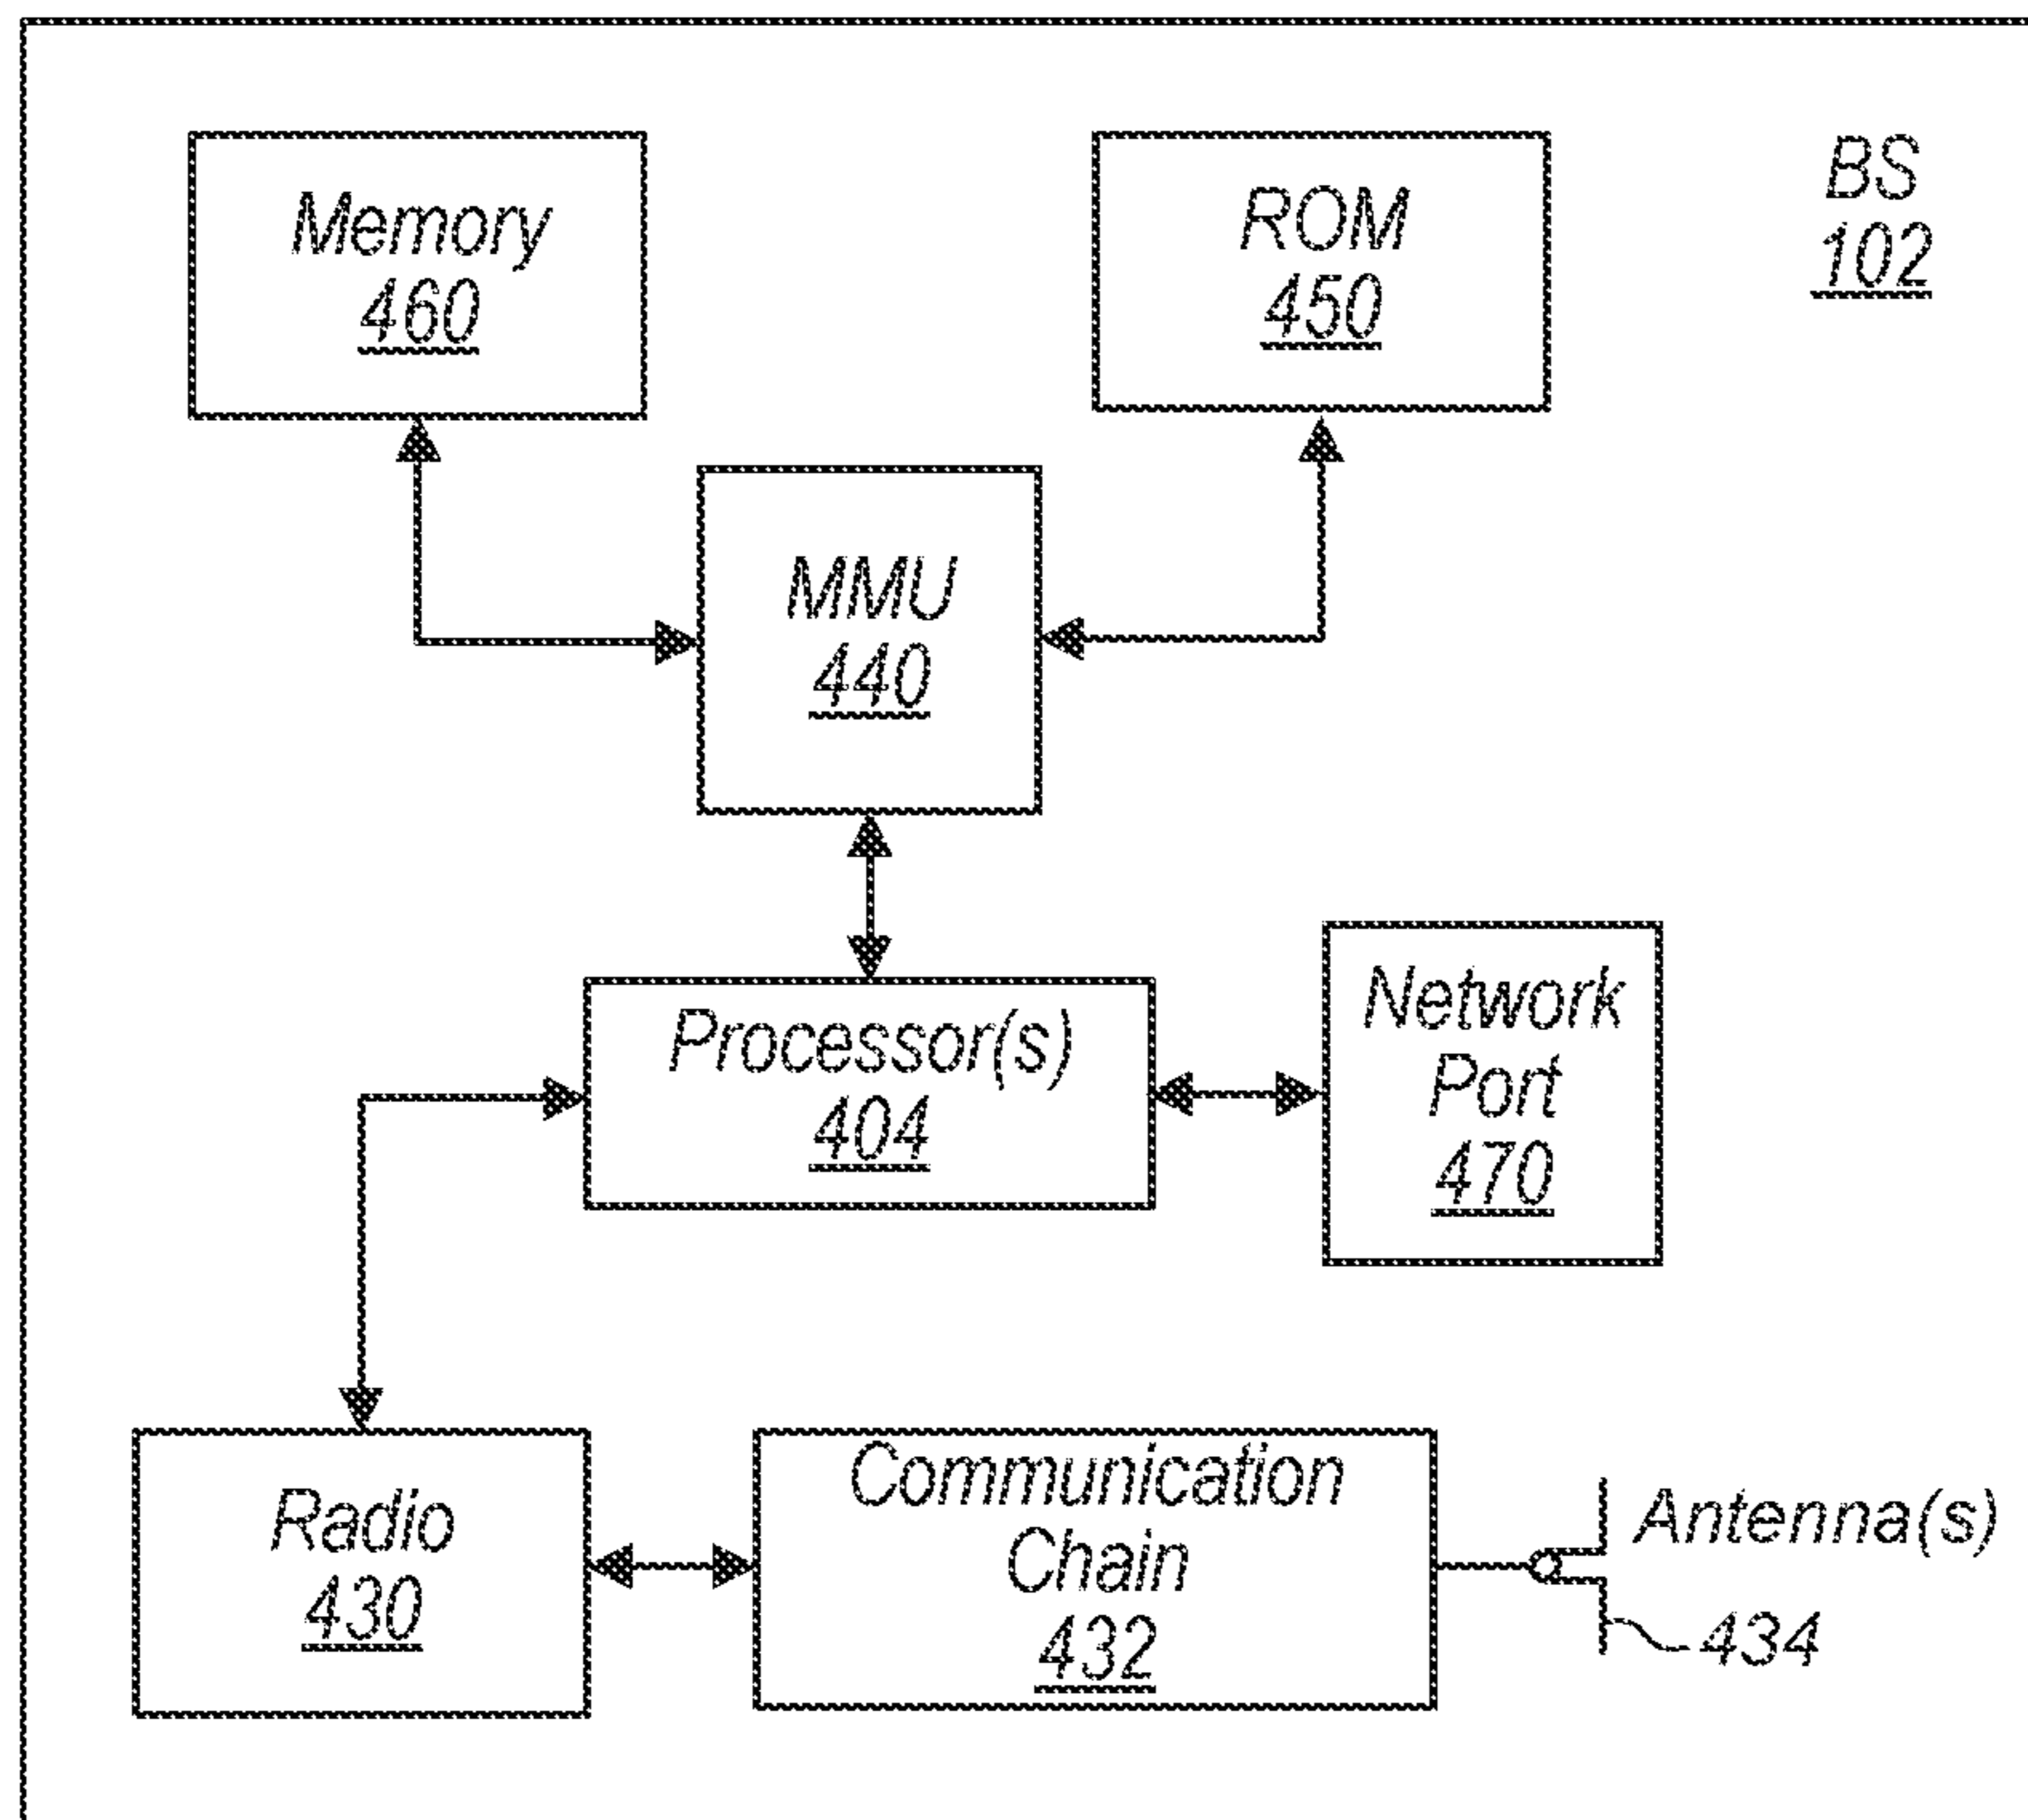 Memory
460
ROM
450
BS
102
MMU
440
Processor(s)
404
Network
Port
470
Radio
430
Communication
Chain
432
Antenna(s)
434